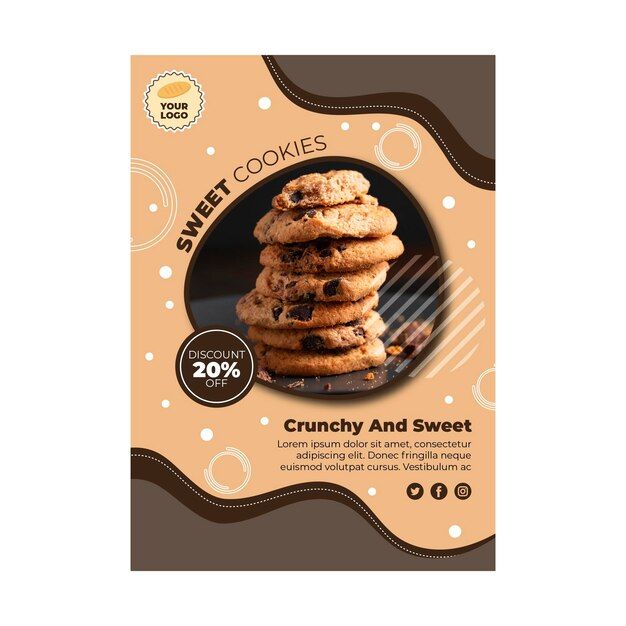 YOUR
LOGO
SWEET COOKIES
DISCOUNT
20%
OFF
Crunchy And Sweet
Lorem ipsum dolor sit amet, consectetur
adipiscing elit. Donec fringilla neque
euismod volutpat cursus. Vestibulum ac